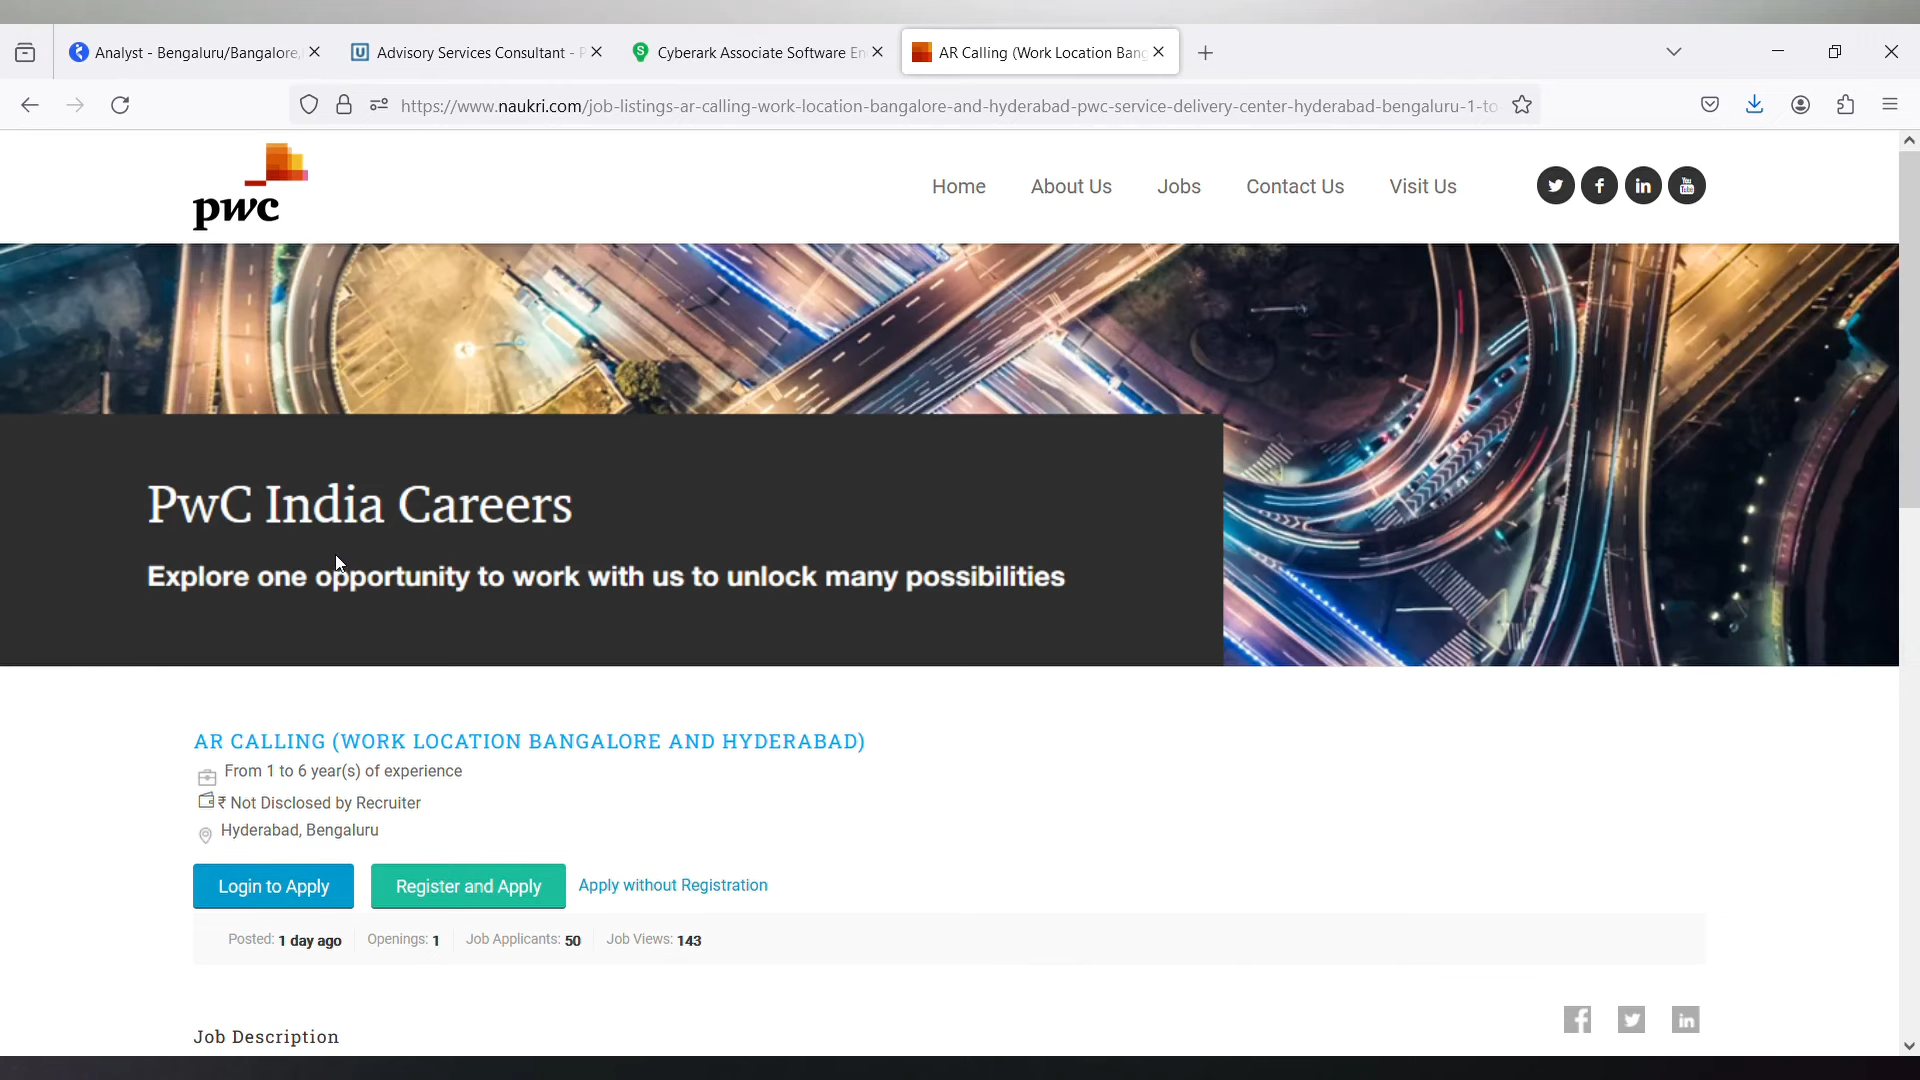 Analyst - Bengaluru/Bangalore,
Advisory Services Consultant - P
Cyberark Associate Software En
AR Calling (Work Location Bang
https://www.naukri.com/job-listings-ar-calling-work-location-bangalore-and-hyderabad-pwc-service-delivery-center-hyderabad-bengaluru-1-to
pwc
Home
About Us
Jobs
Contact Us
Visit Us
You Tube
PwC India Careers
Explore one opportunity to work with us to unlock many possibilities
AR CALLING (WORK LOCATION BANGALORE AND HYDERABAD)
From 1 to 6 year(s) of experience
₹ Not Disclosed by Recruiter
Hyderabad, Bengaluru
Login to Apply
Register and Apply
Apply without Registration
Posted: 1 day ago
Openings: 1
Job Applicants: 50
Job Views: 143
Job Description